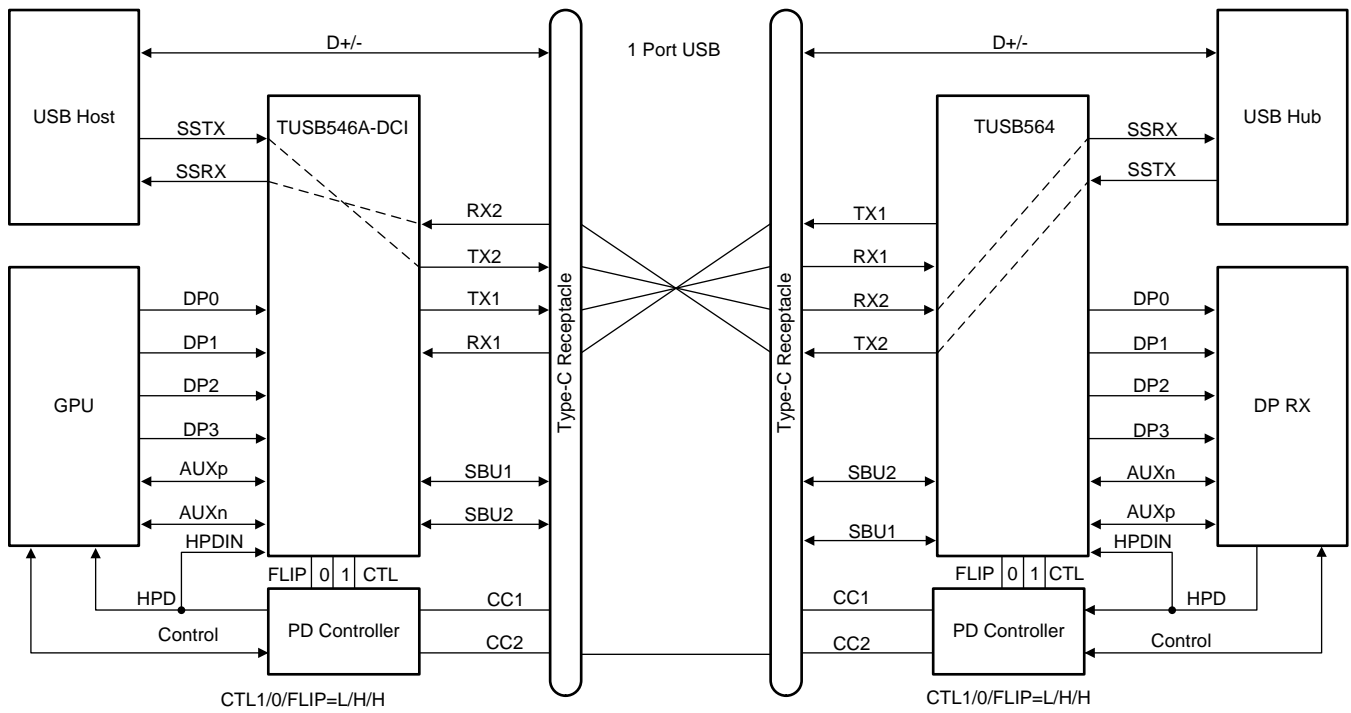 D+/-
1 Port USB
D+/-
USB Host
SSTX
TUSB546A-DCI
TUSB564
SSRX
USB Hub
SSRX
SSTX
RX2
TX1
TX2
RX1
TX1
RX2
RX1
TX2
Type-C Receptacle
Type-C Receptacle
GPU
DP0
DP1
DP2
DP3
AUXp
AUXn
HPDIN
SBU1
SBU2
SBU2
SBU1
DP0
DP1
DP2
DP3
AUXn
AUXp
HPDIN
DP RX
FLIP 0 1 CTL
FLIP 0 1 CTL
HPD
Control
PD Controller
CC1
CC2
CC1
CC2
PD Controller
HPD
Control
CTL1/0/FLIP=L/H/H
CTL1/0/FLIP=L/H/H